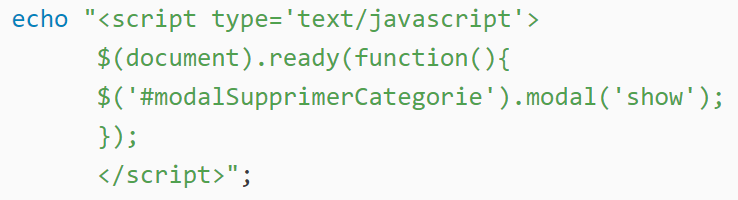 echo "<script type='text/javascript'>
$(document).ready(function(){
$('#modalSupprimerCategorie').modal('show');
});
</script>";